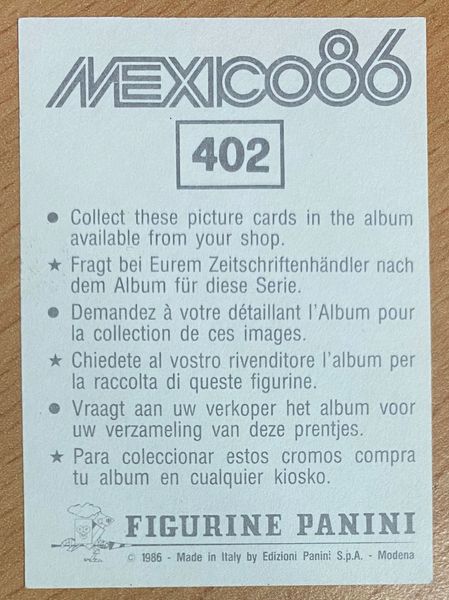 MEXICO86
402
● Collect these picture cards in the album
available from your shop.
★ Fragt bei Eurem Zeitschriftenhändler nach
dem Album für diese Serie.
● Demandez à votre détaillant l'Album pour
la collection de ces images.
★ Chiedete al vostro rivenditore l'album per
la raccolta di queste figurine.
● Vraagt aan uw verkoper het album voor
uw verzameling van deze prentjes.
★ Para coleccionar estos cromos compra
tu album en cualquier kiosko.
FIGURINE PANINI
© 1986 - Made in Italy by Edizioni Panini S.p.A. - Modena